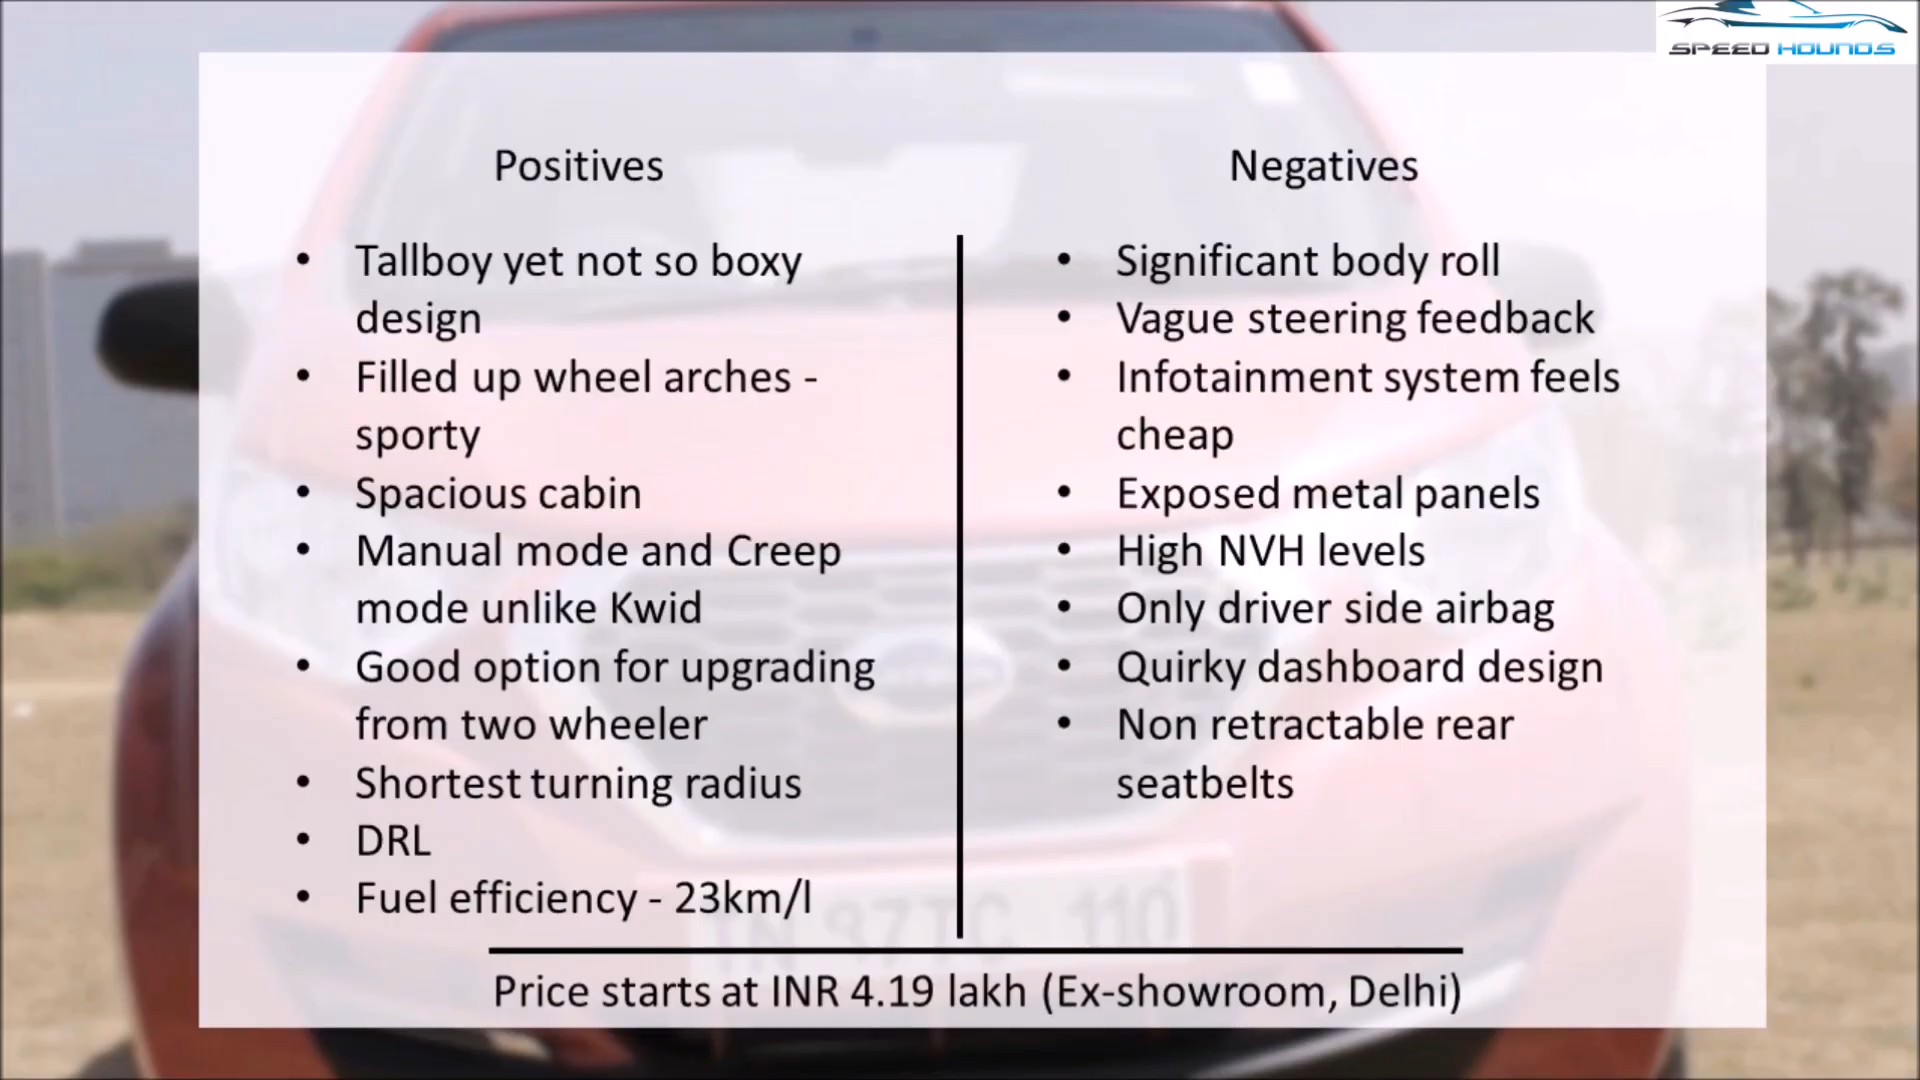 SPEED HOUNDS
Positives
• Tallboy yet not so boxy
design
• Filled up wheel arches -
sporty
• Spacious cabin
• Manual mode and Creep
mode unlike Kwid
• Good option for upgrading
from two wheeler
• Shortest turning radius
• DRL
• Fuel efficiency - 23km/l
Negatives
• Significant body roll
• Vague steering feedback
• Infotainment system feels
cheap
• Exposed metal panels
• High NVH levels
• Only driver side airbag
• Quirky dashboard design
• Non retractable rear
seatbelts
Price starts at INR 4.19 lakh (Ex-showroom, Delhi)